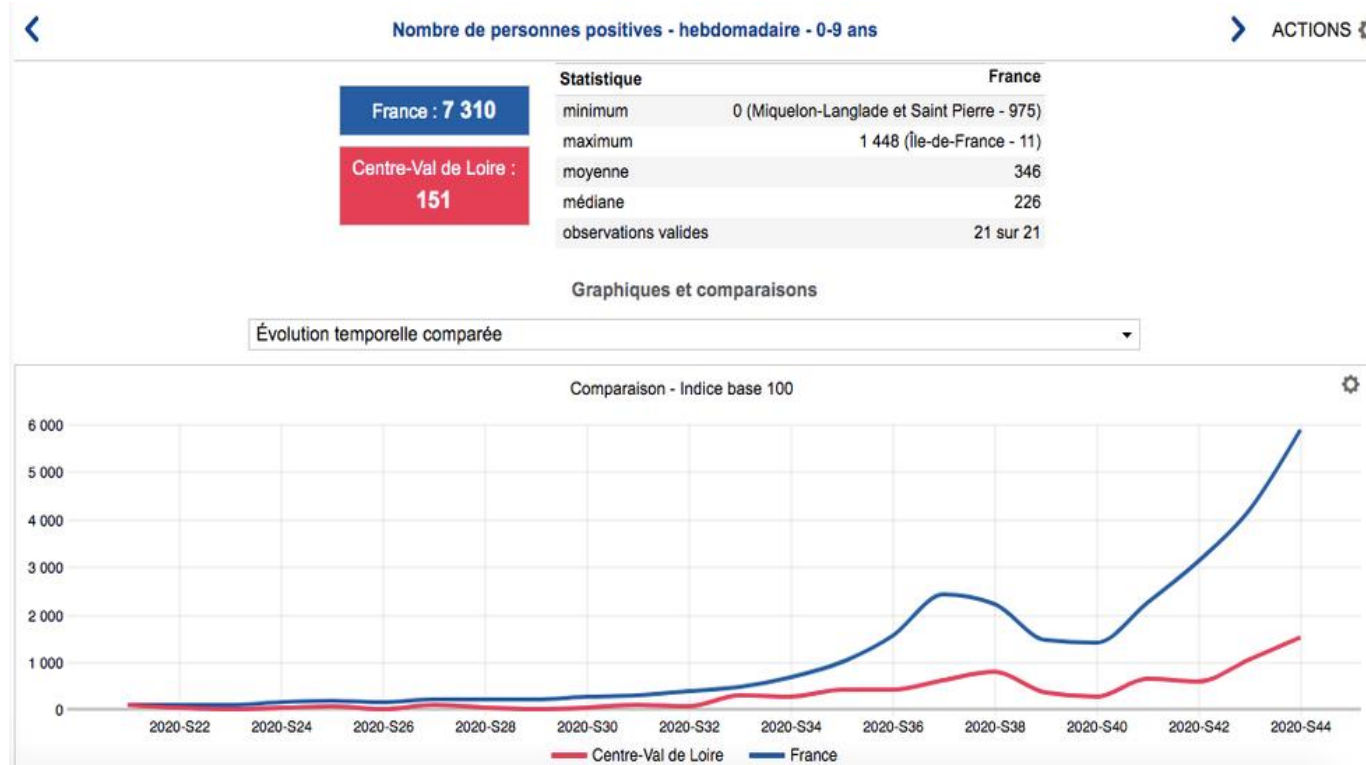 Nombre de personnes positives - hebdomadaire - 0-9 ans
ACTIONS
France : 7 310
Centre-Val de Loire :
151
Statistique France
minimum 0 (Miquelon-Langlade et Saint Pierre - 975)
maximum 1 448 (Île-de-France - 11)
moyenne 346
médiane 226
observations valides 21 sur 21
Graphiques et comparaisons
Évolution temporelle comparée
Comparaison - Indice base 100
6 000
5 000
4 000
3 000
2 000
1 000
0
2020-S22 2020-S24 2020-S26 2020-S28 2020-S30 2020-S32 2020-S34 2020-S36 2020-S38 2020-S40 2020-S42 2020-S44
Centre-Val de Loire France